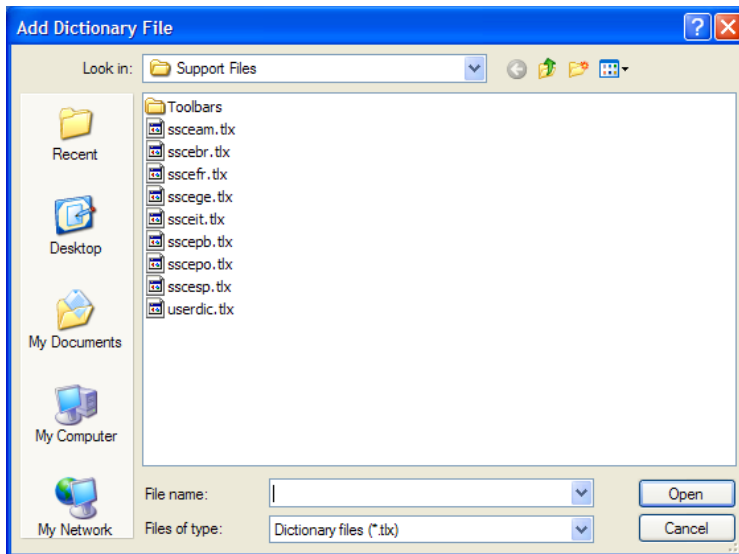 Add Dictionary File
Look in: Support Files
Toolbars
ssceam.tlx
sscebr.tlx
sscefr.tlx
sscege.tlx
ssceit.tlx
sscepb.tlx
sscepo.tlx
sscesp.tlx
userdic.tlx
Recent
Desktop
My Documents
My Computer
My Network
File name:
Open
Files of type: Dictionary files (*.tlx)
Cancel